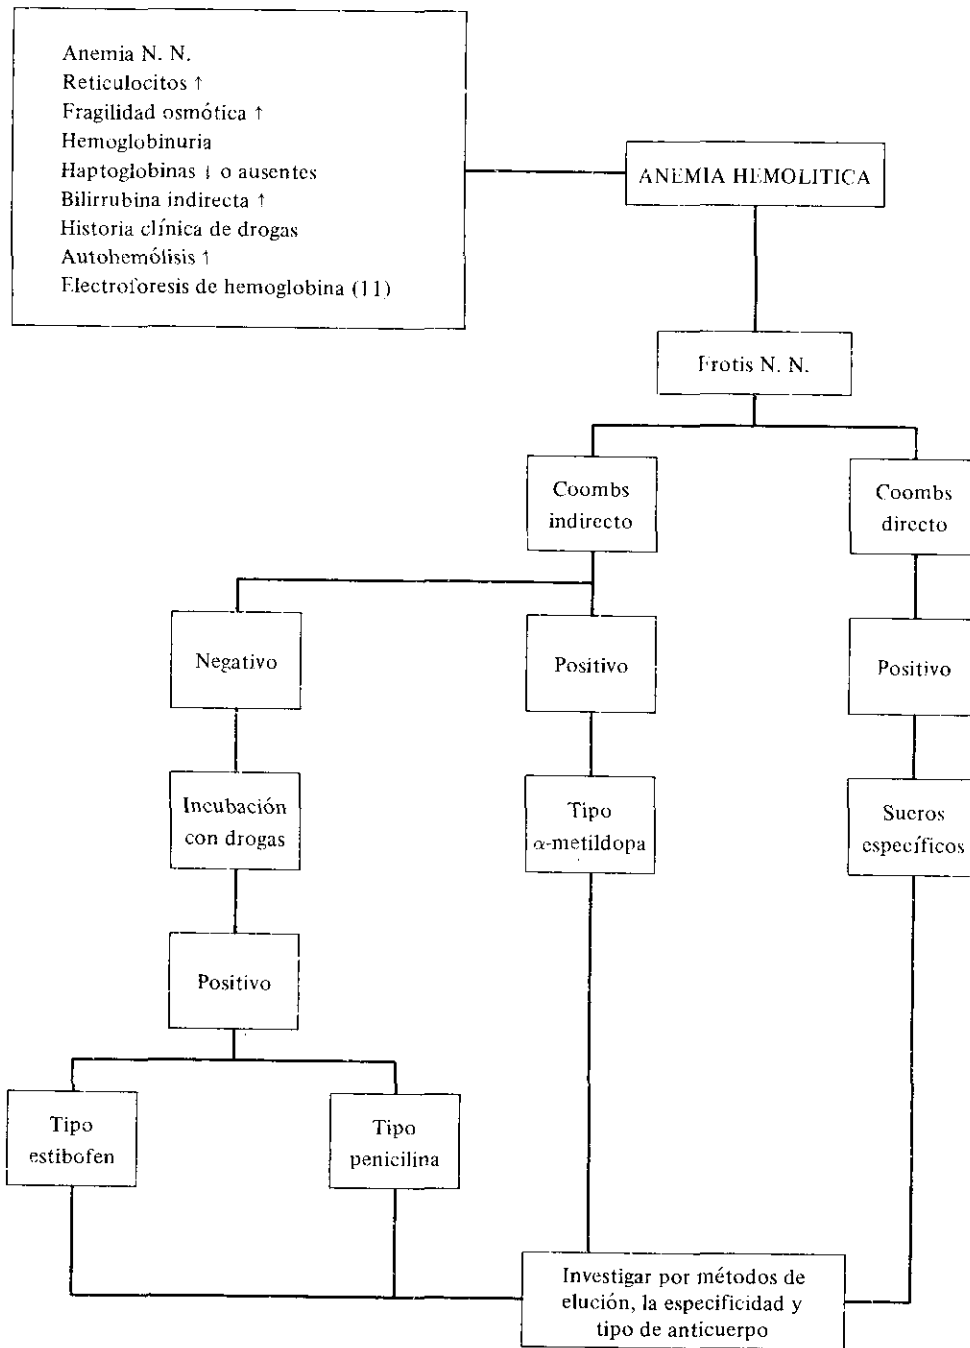 Anemia N. N.
Reticulocitos ↑
Fragilidad osmótica ↑
Hemoglobinuria
Haptoglobinas ↓ o ausentes
Bilirrubina indirecta ↑
Historia clínica de drogas
Autohemólisis ↑
Electroforesis de hemoglobina (11)
ANEMIA HEMOLITICA
Frotis N. N.
Coombs
indirecto
Coombs
directo
Negativo
Positivo
Positivo
Incubación
con drogas
Tipo
α-metildopa
Sueros
específicos
Positivo
Tipo
estibofen
Tipo
penicilina
Investigar por métodos de
elución, la especificidad y
tipo de anticuerpo